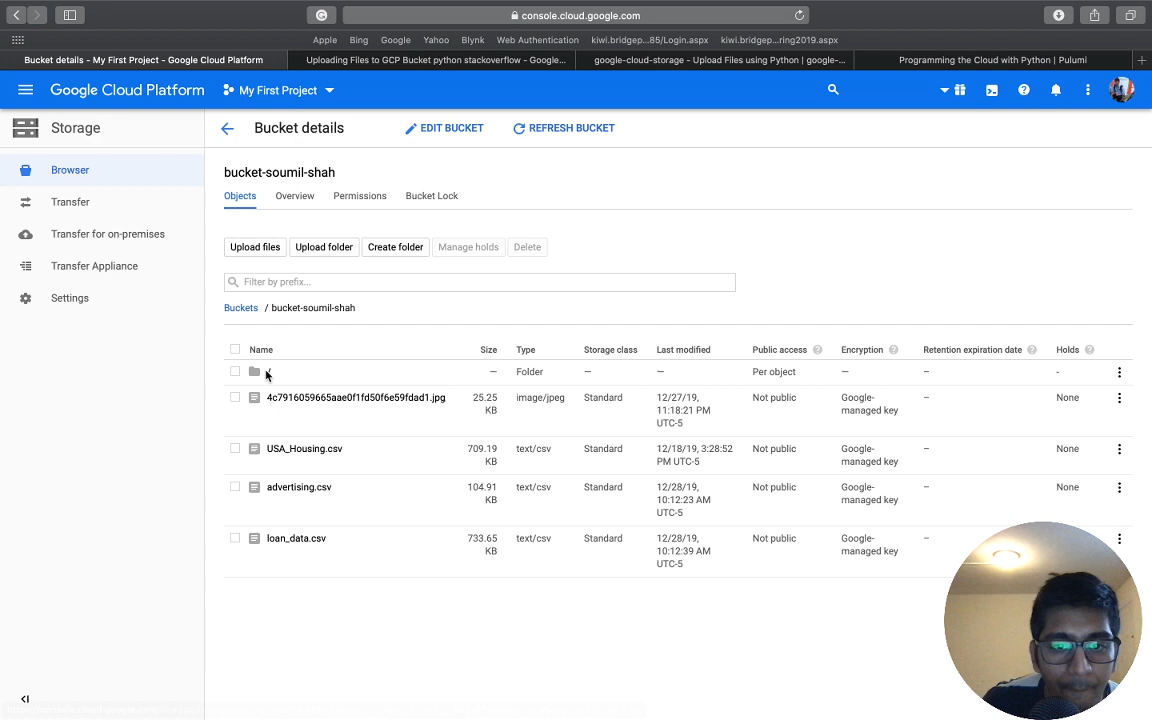 console.cloud.google.com
Apple Bing Google Yahoo Blynk Web Authentication kiwi.bridgep...85/Login.aspx kiwi.bridgep...ring2019.aspx
Bucket details - My First Project - Google Cloud Platform Uploading Files to GCP Bucket python stackoverflow - Google... google-cloud-storage - Upload Files using Python | google-... Programming the Cloud with Python | Pulumi
Google Cloud Platform My First Project
Storage Bucket details EDIT BUCKET REFRESH BUCKET
Browser
Transfer
Transfer for on-premises
Transfer Appliance
Settings
bucket-soumil-shah
Objects Overview Permissions Bucket Lock
Upload files Upload folder Create folder Manage holds Delete
Filter by prefix...
Buckets / bucket-soumil-shah
Name Size Type Storage class Last modified Public access Encryption Retention expiration date Holds
/ — Folder — — Per object — – -
4c7916059665aae0f1fd50f6e59fdad1.jpg 25.25 image/jpeg Standard 12/27/19, Not public Google- – None
KB 11:18:21 PM managed key
UTC-5
USA_Housing.csv 709.19 text/csv Standard 12/18/19, 3:28:52 Not public Google- – None
KB PM UTC-5 managed key
advertising.csv 104.91 text/csv Standard 12/28/19, Not public Google- – None
KB 10:12:23 AM managed key
UTC-5
loan_data.csv 733.65 text/csv Standard 12/28/19, Not public Google- –
KB 10:12:39 AM managed key
UTC-5